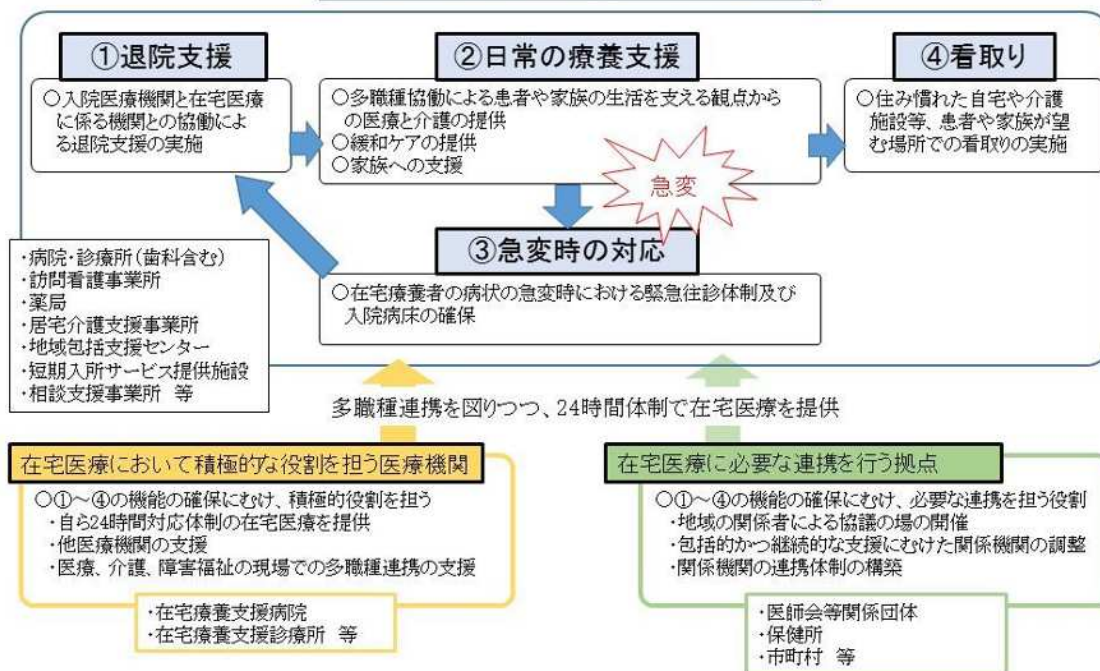 ①退院支援
○入院医療機関と在宅医療
に係る機関との協働によ
る退院支援の実施
②日常の療養支援
○多職種協働による患者や家族の生活を支える観点から
の医療と介護の提供
○緩和ケアの提供
○家族への支援
急変
④看取り
○住み慣れた自宅や介護
施設等、患者や家族が望
む場所での看取りの実施
③急変時の対応
○在宅療養者の病状の急変時における緊急往診体制及び
入院病床の確保
・病院・診療所(歯科含む)
・訪問看護事業所
・薬局
・居宅介護支援事業所
・地域包括支援センター
・短期入所サービス提供施設
・相談支援事業所 等
多職種連携を図りつつ、24時間体制で在宅医療を提供
在宅医療において積極的な役割を担う医療機関
○①~④の機能の確保にむけ、積極的役割を担う
・自ら24時間対応体制の在宅医療を提供
・他医療機関の支援
・医療、介護、障害福祉の現場での多職種連携の支援
・在宅療養支援病院
・在宅療養支援診療所 等
在宅医療に必要な連携を行う拠点
○①~④の機能の確保にむけ、必要な連携を担う役割
・地域の関係者による協議の場の開催
・包括的かつ継続的な支援にむけた関係機関の調整
・関係機関の連携体制の構築
・医師会等関係団体
・保健所
・市町村 等